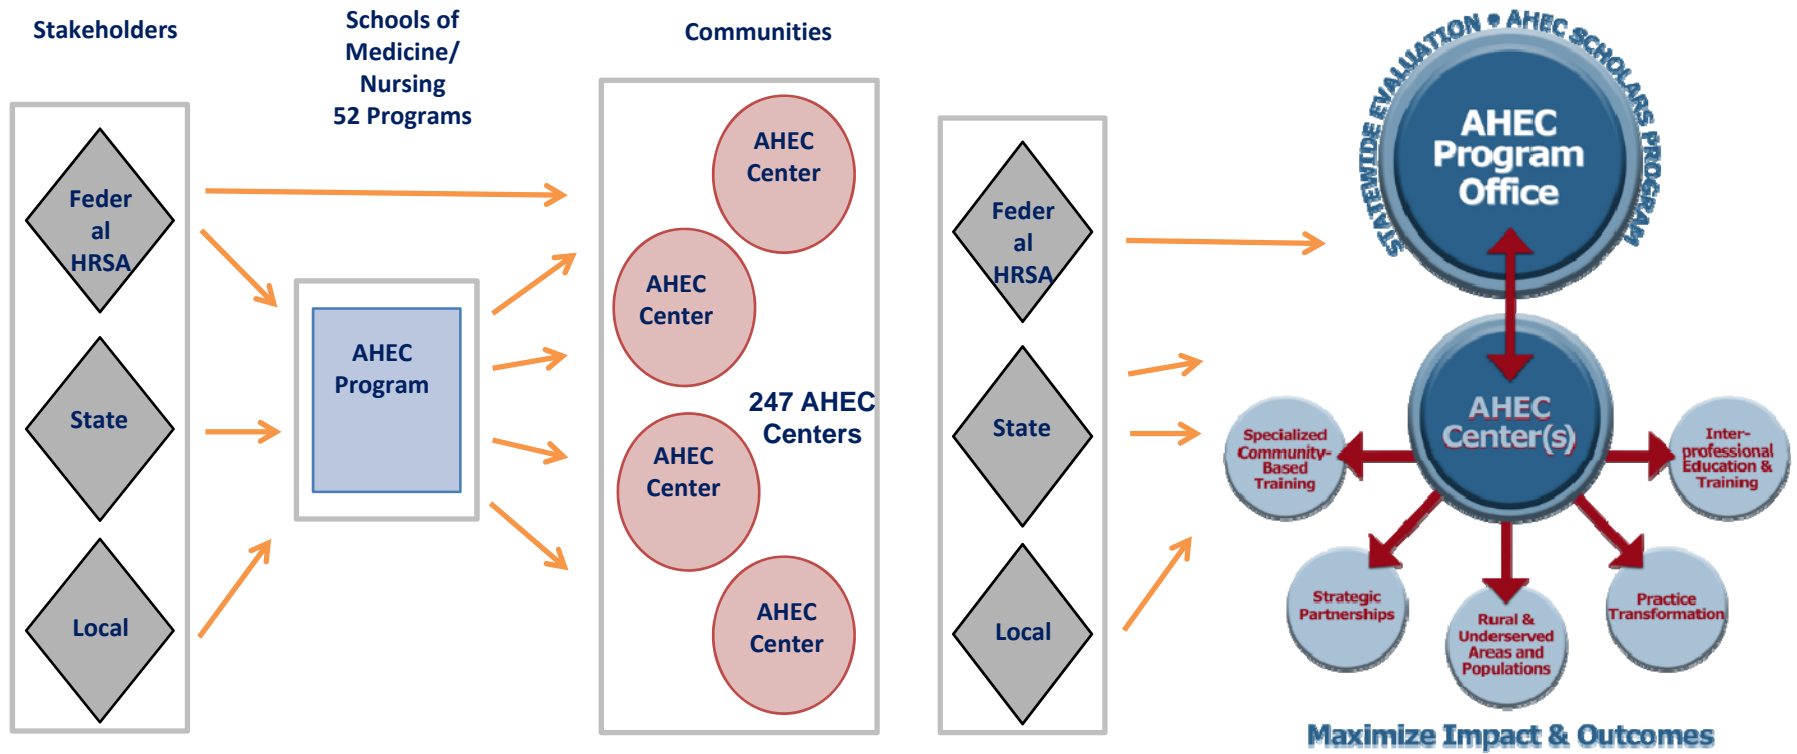 Stakeholders
Schools of
Medicine/
Nursing
52 Programs
Communities
Feder
al
HRSA
State
Local
AHEC
Program
AHEC
Center
AHEC
Center
247 AHEC
Centers
AHEC
Center
AHEC
Center
Feder
al
HRSA
State
Local
STATEWIDE EVALUATION • AHEC SCHOLARS PROGRAM
AHEC
Program
Office
AHEC
Center(s)
Specialized
Community-
Based
Training
Strategic
Partnerships
Rural &
Underserved
Areas and
Populations
Practice
Transformation
Inter-
professional
Education &
Training
Maximize Impact & Outcomes